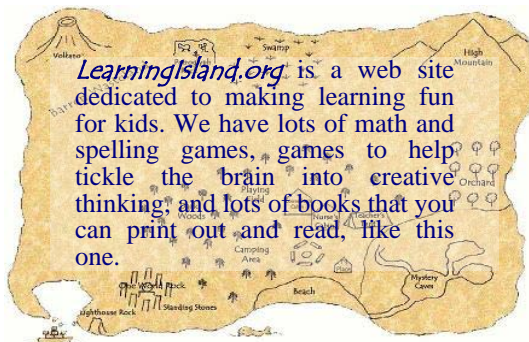 Volcano
Swamp
High
Mountain
LearningIsland.org is a web site
dedicated to making learning fun
for kids. We have lots of math and
spelling games, games to help
tickle the brain into creative
thinking, and lots of books that you
can print out and read, like this
one.
Orchard
Playing
Woods
Camping
Area
Beach
Mystery
Caves
One World Rock
Standing Stones
Lighthouse Rock